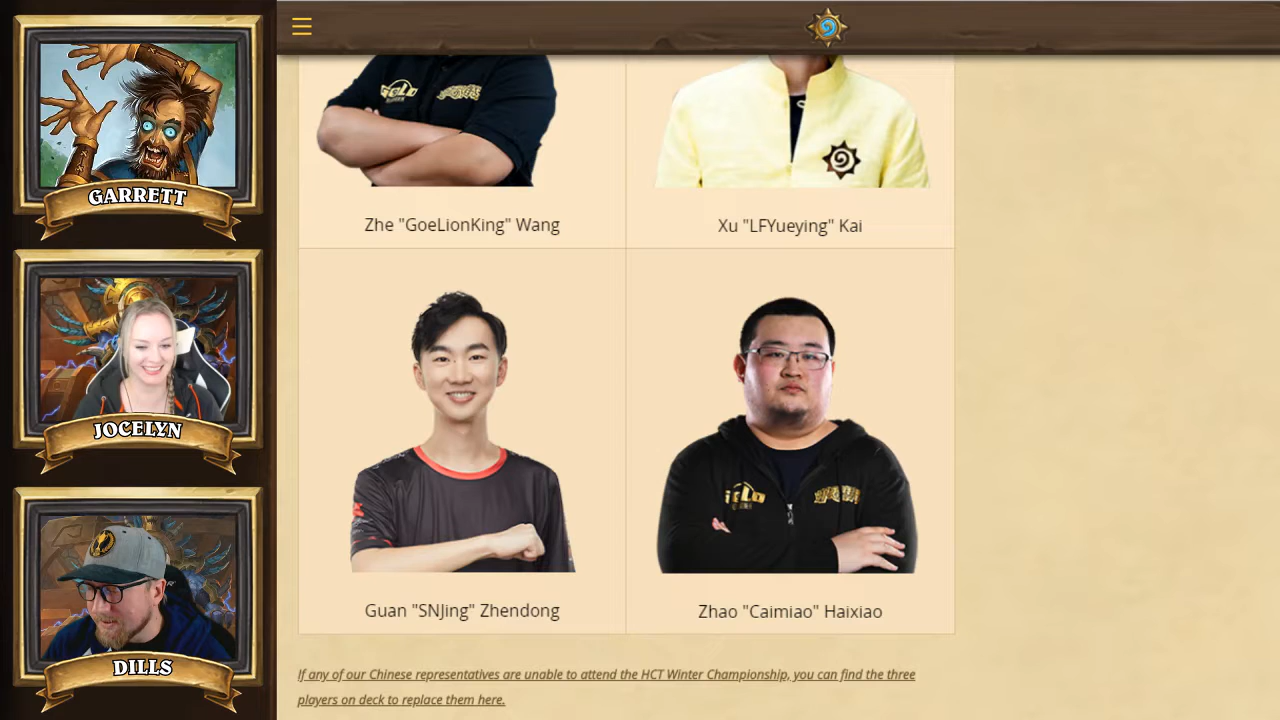 GARRETT
JOCELYN
DILLS
Zhe "GoeLionKing" Wang
Xu "LFYueying" Kai
Guan "SNJing" Zhendong
Zhao "Caimiao" Haixiao
If any of our Chinese representatives are unable to attend the HCT Winter Championship, you can find the three
players on deck to replace them here.